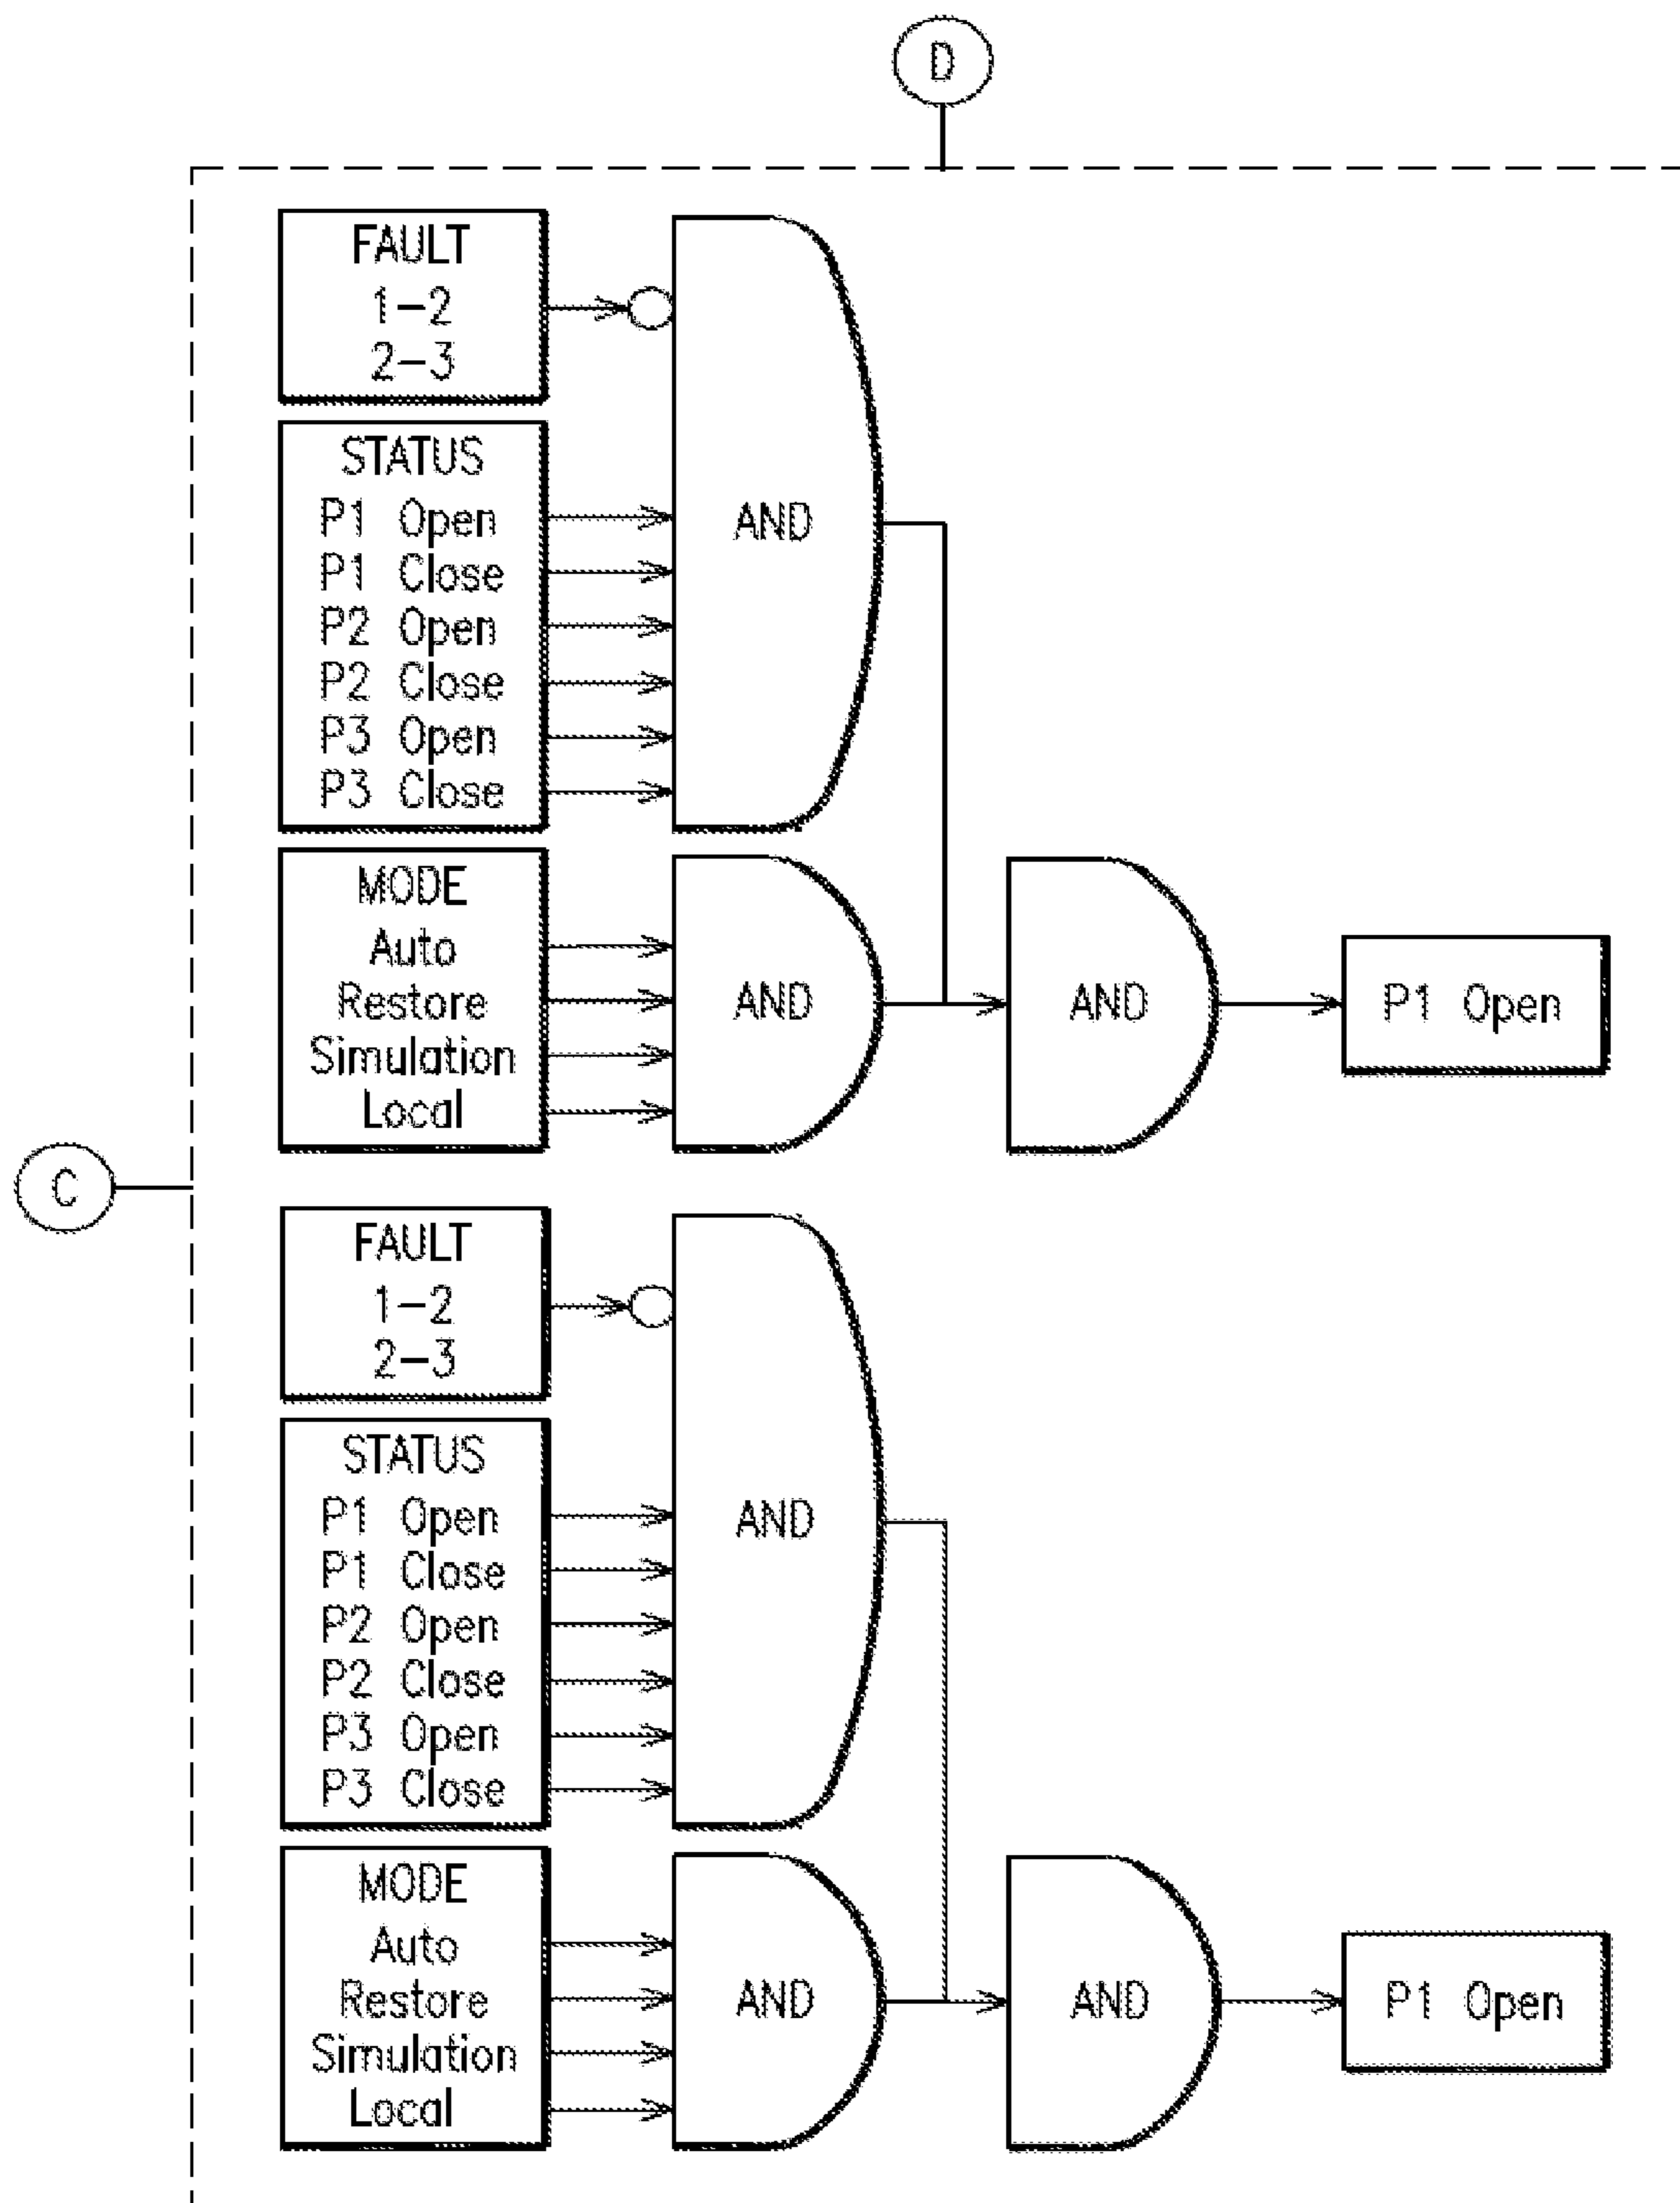 D
FAULT
1-2
2-3
STATUS
P1 Open
P1 Close
P2 Open
P2 Close
P3 Open
P3 Close
AND
MODE
Auto
Restore
Simulation
Local
AND
AND
P1 Open
C
FAULT
1-2
2-3
STATUS
P1 Open
P1 Close
P2 Open
P2 Close
P3 Open
P3 Close
AND
MODE
Auto
Restore
Simulation
Local
AND
AND
P1 Open